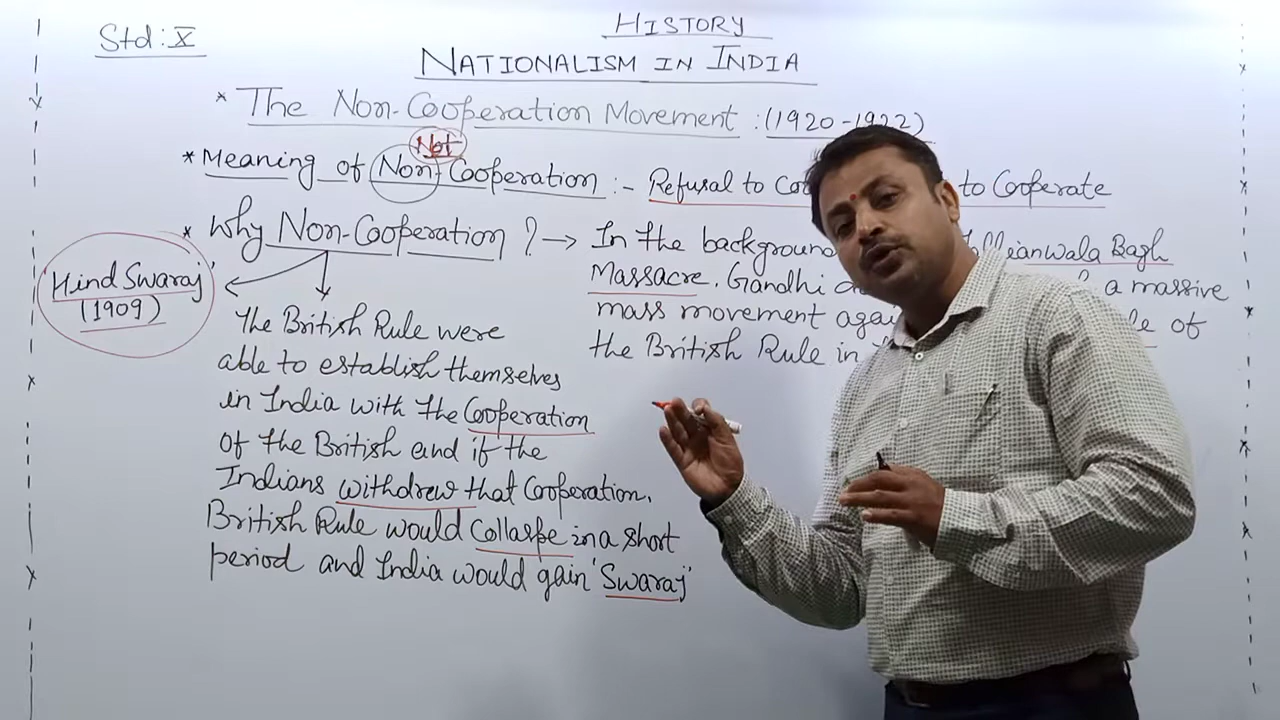 Std: X
HISTORY
NATIONALISM IN INDIA
* The Non-Cooperation Movement : (1920-1922)
Not
* Meaning of Non-Cooperation :- Refusal to to Cooperate
* Why Non-Cooperation ? → In the background Bagh
Massacre. Gandhi a massive
mass movement of
the British Rule in
'Hind Swaraj'
(1909)
The British Rule were
able to establish themselves
in India with the Cooperation
of the British and if the
Indians withdrew that Cooperation.
British Rule would Collaspe in a short
period and India would gain 'Swaraj'